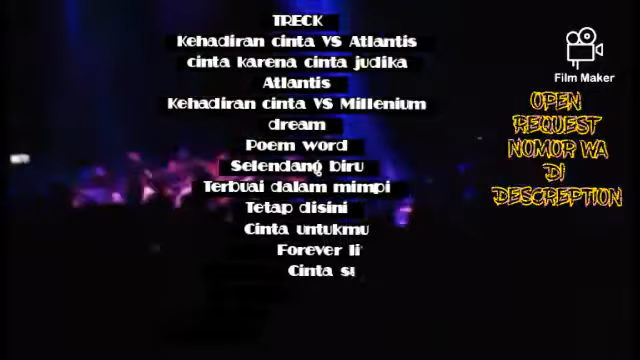 TRECK
Kehadiran cinta VS Atlantis
cinta karena cinta judika
Atlantis
Kehadiran cinta VS Millenium
dream
Poem word
Selendang biru
Terbuai dalam mimpi
Tetap disini
Cinta untukmu
Forever li
Cinta
Film Maker
OPEN
REQUEST
NOMOR WA
DI
DESCREPTION